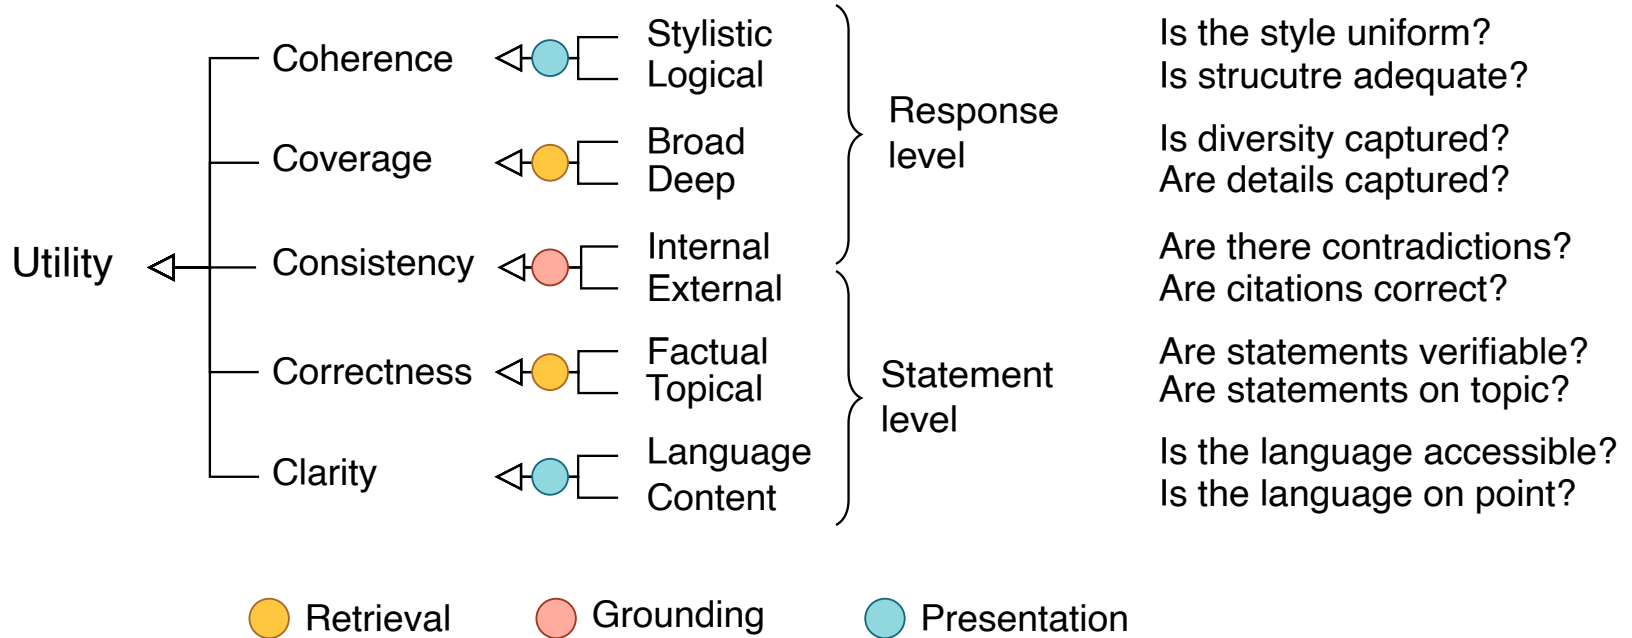 Utility
Coherence
Stylistic
Logical
Is the style uniform?
Is strucutre adequate?
Coverage
Broad
Deep
Response
level
Is diversity captured?
Are details captured?
Consistency
Internal
External
Are there contradictions?
Are citations correct?
Correctness
Factual
Topical
Statement
level
Are statements verifiable?
Are statements on topic?
Clarity
Language
Content
Is the language accessible?
Is the language on point?
Retrieval
Grounding
Presentation